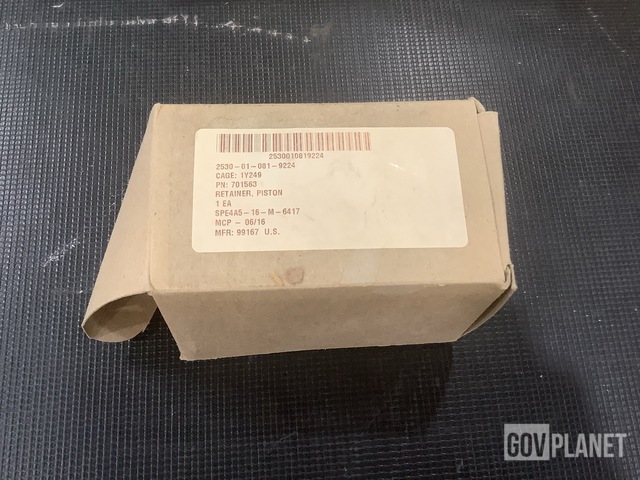 2530010819224
2530-01-081-9224
CAGE: 1Y249
PN: 701563
RETAINER, PISTON
1 EA
SPE4A5-16-M-6417
MCP - 06/16
MFR: 99167 U.S.
GOVPLANET